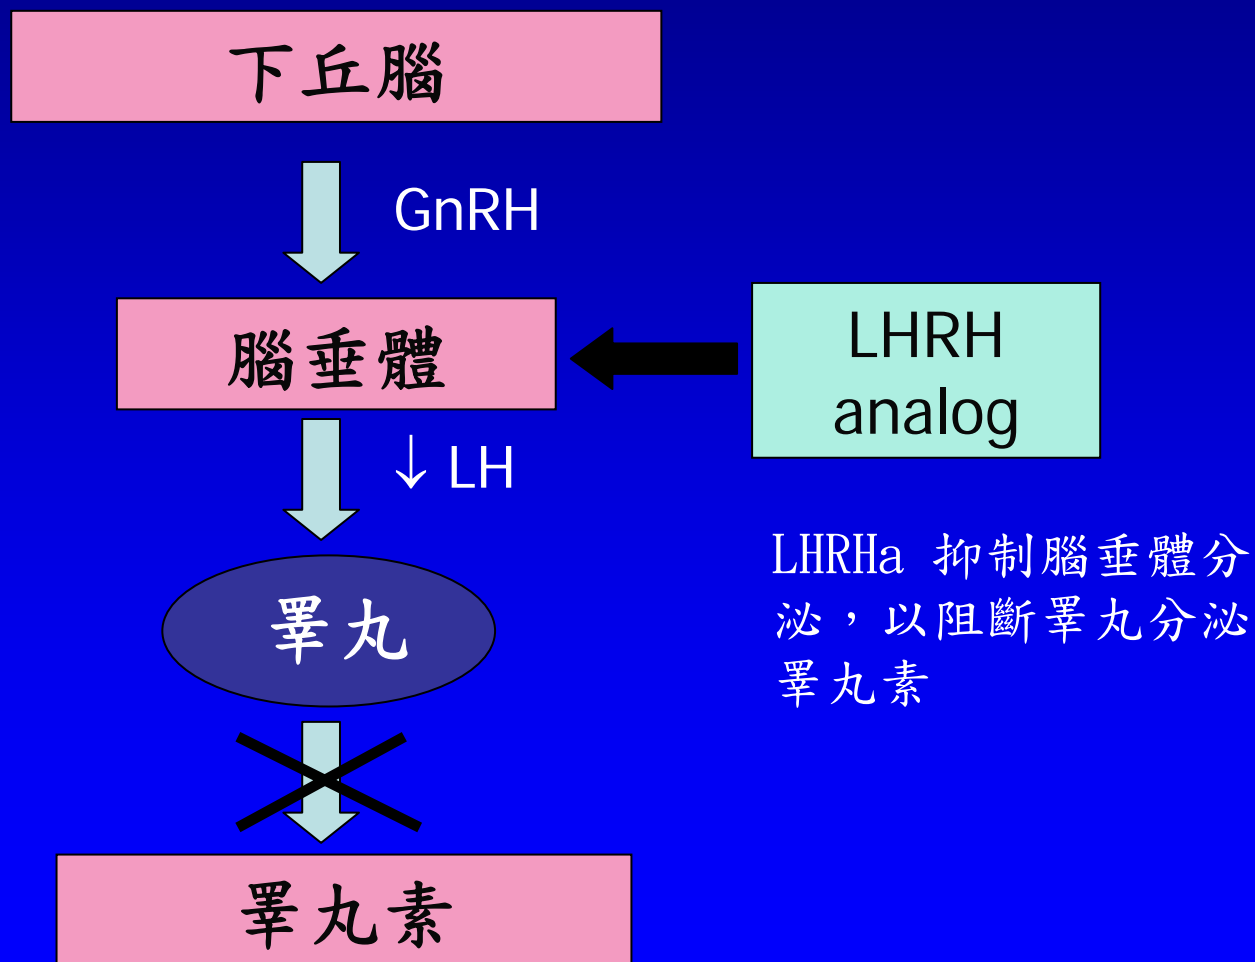 下丘腦
GnRH
腦垂體
LHRH
analog
↓ LH
LHRHa 抑制腦垂體分
泌，以阻斷睪丸分泌
睪丸素
睪丸
睪丸素